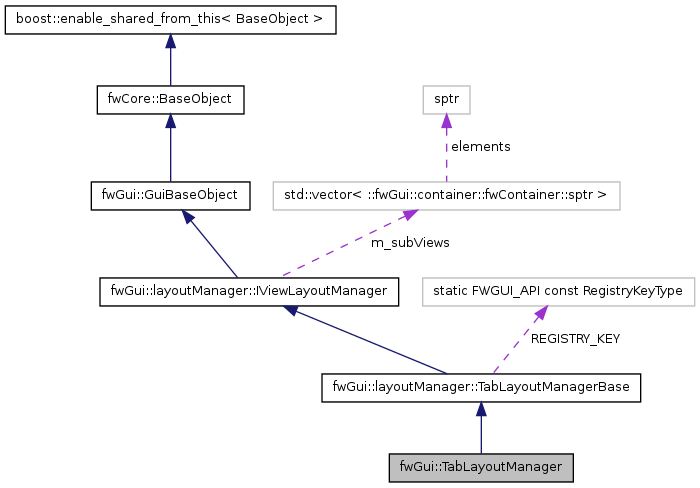 boost::enable_shared_from_this< BaseObject >
fwCore::BaseObject
sptr
elements
fwGui::GuiBaseObject
std::vector< ::fwGui::container::fwContainer::sptr >
m_subViews
fwGui::layoutManager::IViewLayoutManager
static FWGUI_API const RegistryKeyType
REGISTRY_KEY
fwGui::layoutManager::TabLayoutManagerBase
fwGui::TabLayoutManager